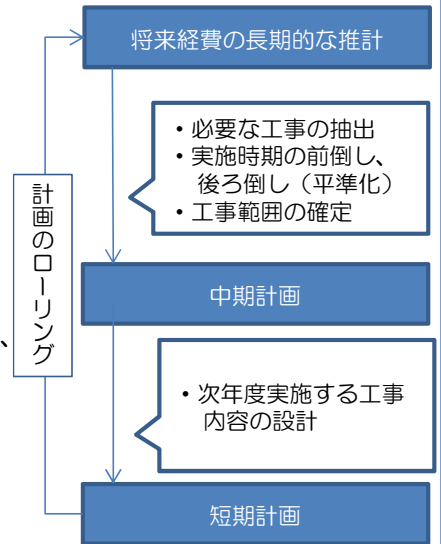 将来経費の長期的な推計
・必要な工事の抽出
・実施時期の前倒し、
後ろ倒し（平準化）
・工事範囲の確定
計画のローリング
、
中期計画
・次年度実施する工事
内容の設計
短期計画